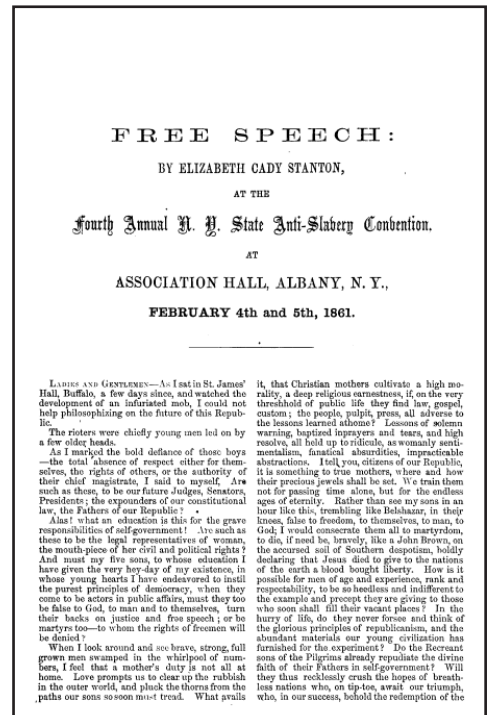 FREE SPEECH:
BY ELIZABETH CADY STANTON,
AT THE
Fourth Annual N. Y. State Anti-Slavery Convention.
AT
ASSOCIATION HALL, ALBANY, N. Y.,
FEBRUARY 4th and 5th, 1861.
LADIES AND GENTLEMEN—As I sat in St. James'
Hall, Buffalo, a few days since, and watched the
development of an infuriated mob, I could not
help philosophizing on the future of this Repub-
lic.
The rioters were chiefly young men led on by
a few older heads.
As I marked the bold defiance of those boys
—the total absence of respect either for them-
selves, the rights of others, or the authority of
their chief magistrate, I said to myself, Are
such as these, to be our future Judges, Senators,
Presidents; the expounders of our constitutional
law, the Fathers of our Republic?
Alas! what an education is this for the grave
responsibilities of self-government! Are such as
these to be the legal representatives of woman,
the mouth-piece of her civil and political rights?
And must my five sons, to whose education I
have given the very hey-day of my existence, in
whose young hearts I have endeavored to instil
the purest principles of democracy, when they
come to be actors in public affairs, must they too
be false to God, to man and to themselves, turn
their backs on justice and free speech; or be
martyrs too—to whom the rights of freemen will
be denied?
When I look around and see brave, strong, full
grown men swamped in the whirlpool of num-
bers, I feel that a mother's duty is not all at
home. Love prompts us to clear up the rubbish
in the outer world, and pluck the thorns from the
paths our sons so soon must tread. What avails
it, that Christian mothers cultivate a high mo-
rality, a deep religious earnestness, if, on the very
threshhold of public life they find law, gospel,
custom; the people, pulpit, press, all adverse to
the lessons learned at home? Lessons of solemn
warning, baptized in prayers and tears, and high
resolve, all held up to ridicule, as womanly senti-
mentalism, fanatical absurdities, impracticable
abstractions. I tell you, citizens of our Republic,
it is something to true mothers, where and how
their precious jewels shall be set. We train them
not for passing time alone, but for the endless
ages of eternity. Rather than see my sons in an
hour like this, trembling like Belshazar, in their
knees, false to freedom, to themselves, to man, to
God; I would consecrate them all to martyrdom,
to die, if need be, bravely, like a John Brown, on
the accursed soil of Southern despotism, boldly
declaring that Jesus died to give to the nations
of the earth a blood bought liberty. How is it
possible for men of age and experience, rank and
respectability, to be so heedless and indifferent to
the example and precept they are giving to those
who soon shall fill their vacant places? In the
hurry of life, do they never forsee and think of
the glorious principles of republicanism, and the
abundant materials our young civilization has
furnished for the experiment? Do the Recreant
sons of the Pilgrims already repudiate the divine
faith of their Fathers in self-government? Will
they thus recklessly crush the hopes of breath-
less nations who, on tip-toe, await our triumph,
who, in our success, behold the redemption of the